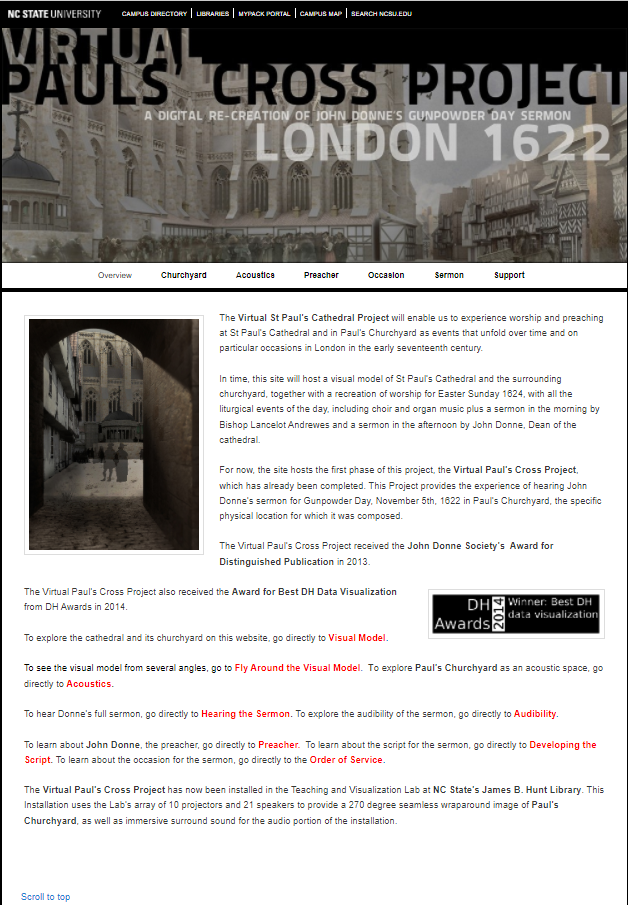 NC STATE UNIVERSITY
CAMPUS DIRECTORY LIBRARIES MYPACK PORTAL CAMPUS MAP SEARCH NCSU.EDU
VIRTUAL
PAULS CROSS PROJECT
A DIGITAL RE-CREATION OF JOHN DONNE'S GUNPOWDER DAY SERMON
LONDON 1622
Overview Churchyard Acoustics Preacher Occasion Sermon Support
The Virtual St Paul's Cathedral Project will enable us to experience worship and preaching
at St Paul's Cathedral and in Paul's Churchyard as events that unfold over time and on
particular occasions in London in the early seventeenth century.
In time, this site will host a visual model of St Paul's Cathedral and the surrounding
churchyard, together with a recreation of worship for Easter Sunday 1624, with all the
liturgical events of the day, including choir and organ music plus a sermon in the morning by
Bishop Lancelot Andrewes and a sermon in the afternoon by John Donne, Dean of the
cathedral.
For now, the site hosts the first phase of this project, the Virtual Paul's Cross Project,
which has already been completed. This Project provides the experience of hearing John
Donne's sermon for Gunpowder Day, November 5th, 1622 in Paul's Churchyard, the specific
physical location for which it was composed.
The Virtual Paul's Cross Project received the John Donne Society's Award for
Distinguished Publication in 2013.
The Virtual Paul's Cross Project also received the Award for Best DH Data Visualization
from DH Awards in 2014.
DH Awards 2014 Winner: Best DH
data visualization
To explore the cathedral and its churchyard on this website, go directly to Visual Model.
To see the visual model from several angles, go to Fly Around the Visual Model. To explore Paul's Churchyard as an acoustic space, go
directly to Acoustics.
To hear Donne's full sermon, go directly to Hearing the Sermon. To explore the audibility of the sermon, go directly to Audibility.
To learn about John Donne, the preacher, go directly to Preacher. To learn about the script for the sermon, go directly to Developing the
Script. To learn about the occasion for the sermon, go directly to the Order of Service.
The Virtual Paul's Cross Project has now been installed in the Teaching and Visualization Lab at NC State's James B. Hunt Library. This
Installation uses the Lab's array of 10 projectors and 21 speakers to provide a 270 degree seamless wraparound image of Paul's
Churchyard, as well as immersive surround sound for the audio portion of the installation.
Scroll to top